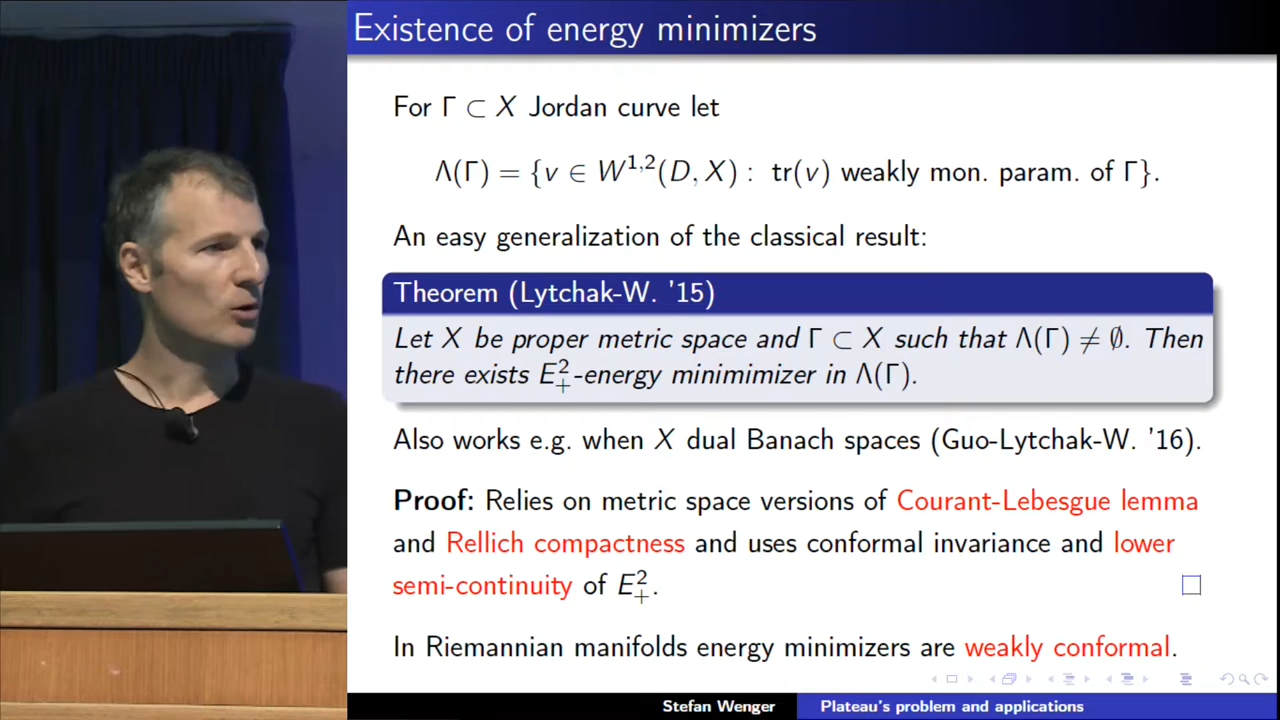 Existence of energy minimizers
For Γ ⊂ X Jordan curve let
Λ(Γ) = {v ∈ W^{1,2}(D, X) : tr(v) weakly mon. param. of Γ}.
An easy generalization of the classical result:
Theorem (Lytchak-W. '15)
Let X be proper metric space and Γ ⊂ X such that Λ(Γ) ≠ ∅. Then
there exists E²₊-energy minimimizer in Λ(Γ).
Also works e.g. when X dual Banach spaces (Guo-Lytchak-W. '16).
Proof: Relies on metric space versions of Courant-Lebesgue lemma
and Rellich compactness and uses conformal invariance and lower
semi-continuity of E²₊.
In Riemannian manifolds energy minimizers are weakly conformal.
Stefan Wenger Plateau's problem and applications